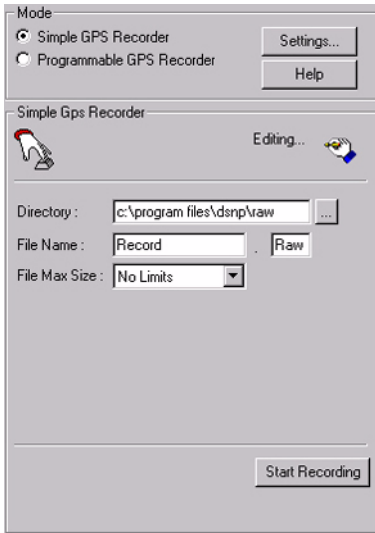 Mode
Simple GPS Recorder
Settings...
Programmable GPS Recorder
Help
Simple Gps Recorder
Editing...
Directory : c:\program files\dsnp\raw ...
File Name : Record . Raw
File Max Size : No Limits
Start Recording